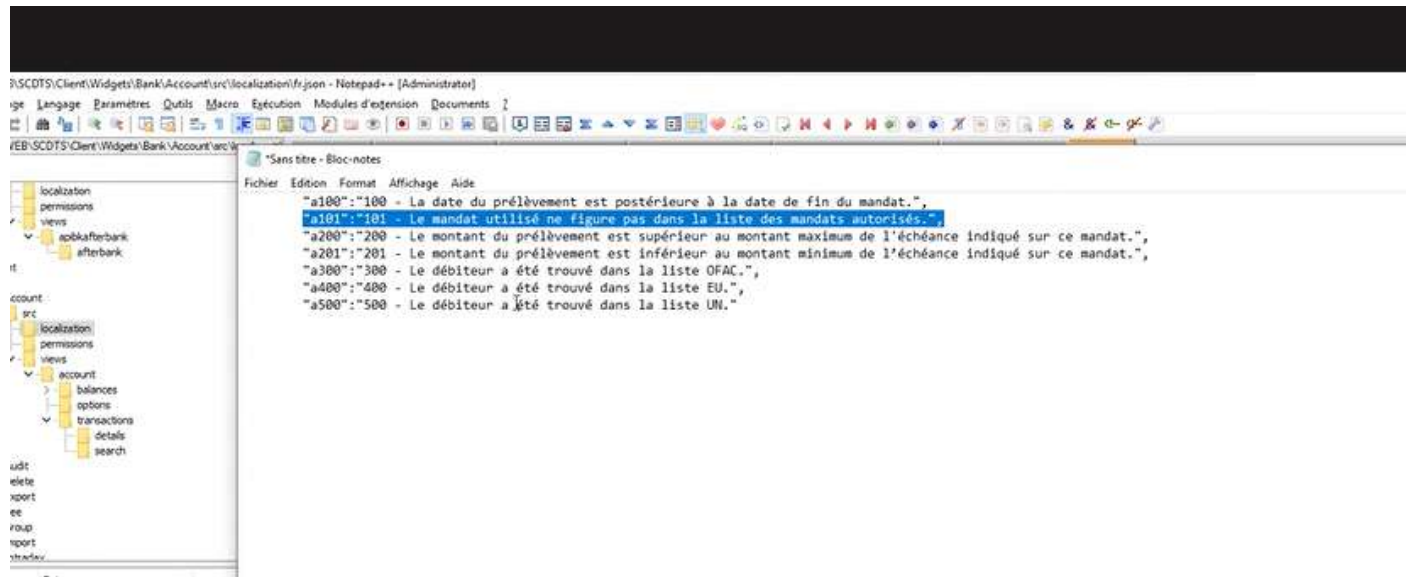 \SCDTS\Client\Widgets\Bank\Account\src\localization\fr.json - Notepad++ [Administrator]
Langage Paramètres Outils Macro Exécution Modules d'extension Documents ?
EB\SCDTS\Client\Widgets\Bank\Account\src
*Sans titre - Bloc-notes
Fichier Edition Format Affichage Aide
"a100":"100 - La date du prélèvement est postérieure à la date de fin du mandat.",
"a101":"101 - Le mandat utilisé ne figure pas dans la liste des mandats autorisés.",
"a200":"200 - Le montant du prélèvement est supérieur au montant maximum de l'échéance indiqué sur ce mandat.",
"a201":"201 - Le montant du prélèvement est inférieur au montant minimum de l'échéance indiqué sur ce mandat.",
"a300":"300 - Le débiteur a été trouvé dans la liste OFAC.",
"a400":"400 - Le débiteur a été trouvé dans la liste EU.",
"a500":"500 - Le débiteur a été trouvé dans la liste UN."
localization
permissions
views
apbkafterbank
afterbank
ccount
src
localization
permissions
views
account
balances
options
transactions
details
search
udit
elete
xport
ee
roup
mport
ntraday